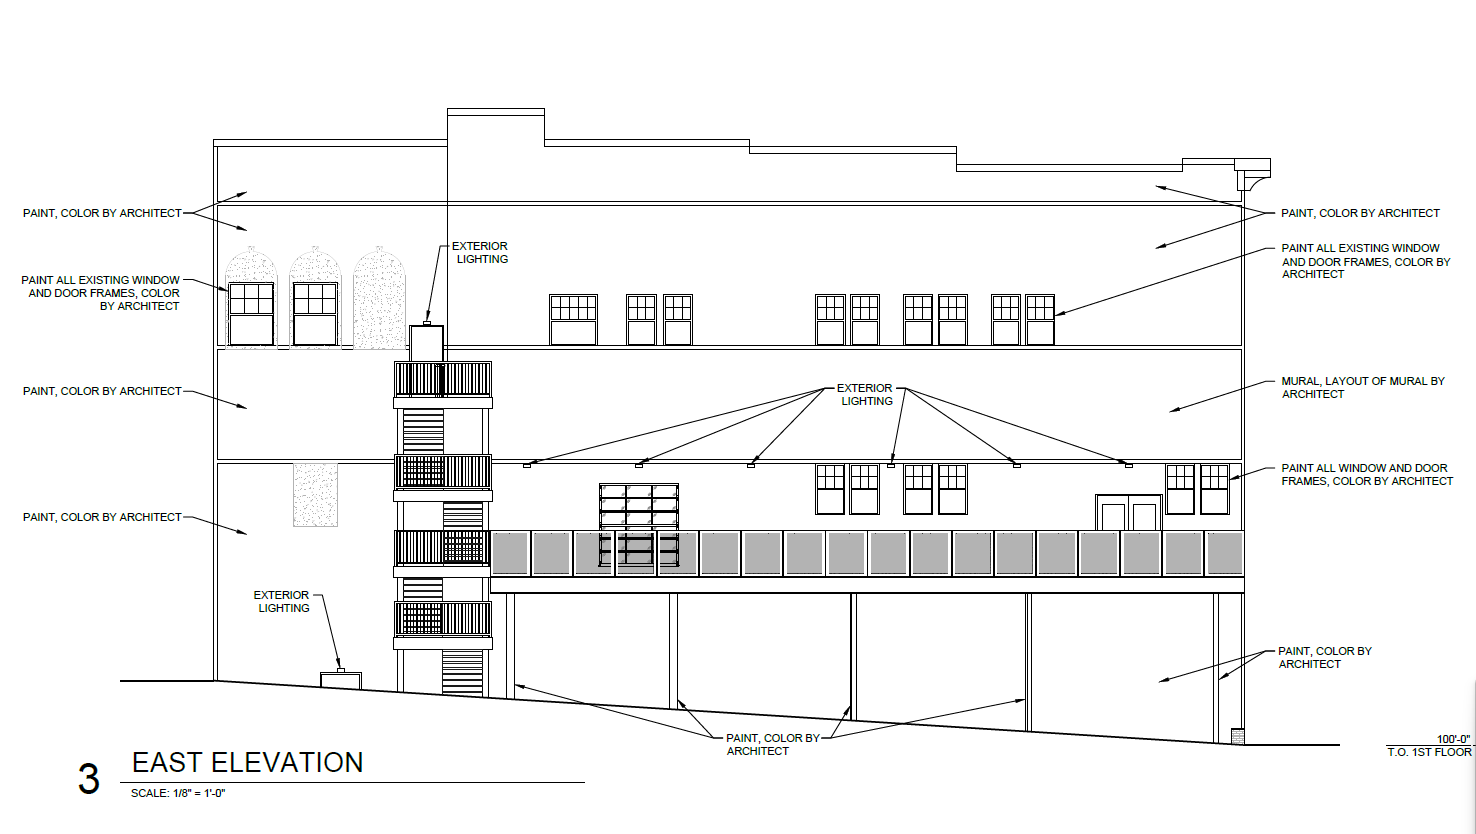 PAINT, COLOR BY ARCHITECT
PAINT ALL EXISTING WINDOW
AND DOOR FRAMES, COLOR
BY ARCHITECT
EXTERIOR
LIGHTING
PAINT, COLOR BY ARCHITECT
PAINT ALL EXISTING WINDOW
AND DOOR FRAMES, COLOR BY
ARCHITECT
PAINT, COLOR BY ARCHITECT
EXTERIOR
LIGHTING
MURAL, LAYOUT OF MURAL BY
ARCHITECT
PAINT ALL WINDOW AND DOOR
FRAMES, COLOR BY ARCHITECT
PAINT, COLOR BY ARCHITECT
EXTERIOR
LIGHTING
PAINT, COLOR BY
ARCHITECT
PAINT, COLOR BY
ARCHITECT
100'-0"
T.O. 1ST FLOOR
3
EAST ELEVATION
SCALE: 1/8" = 1'-0"